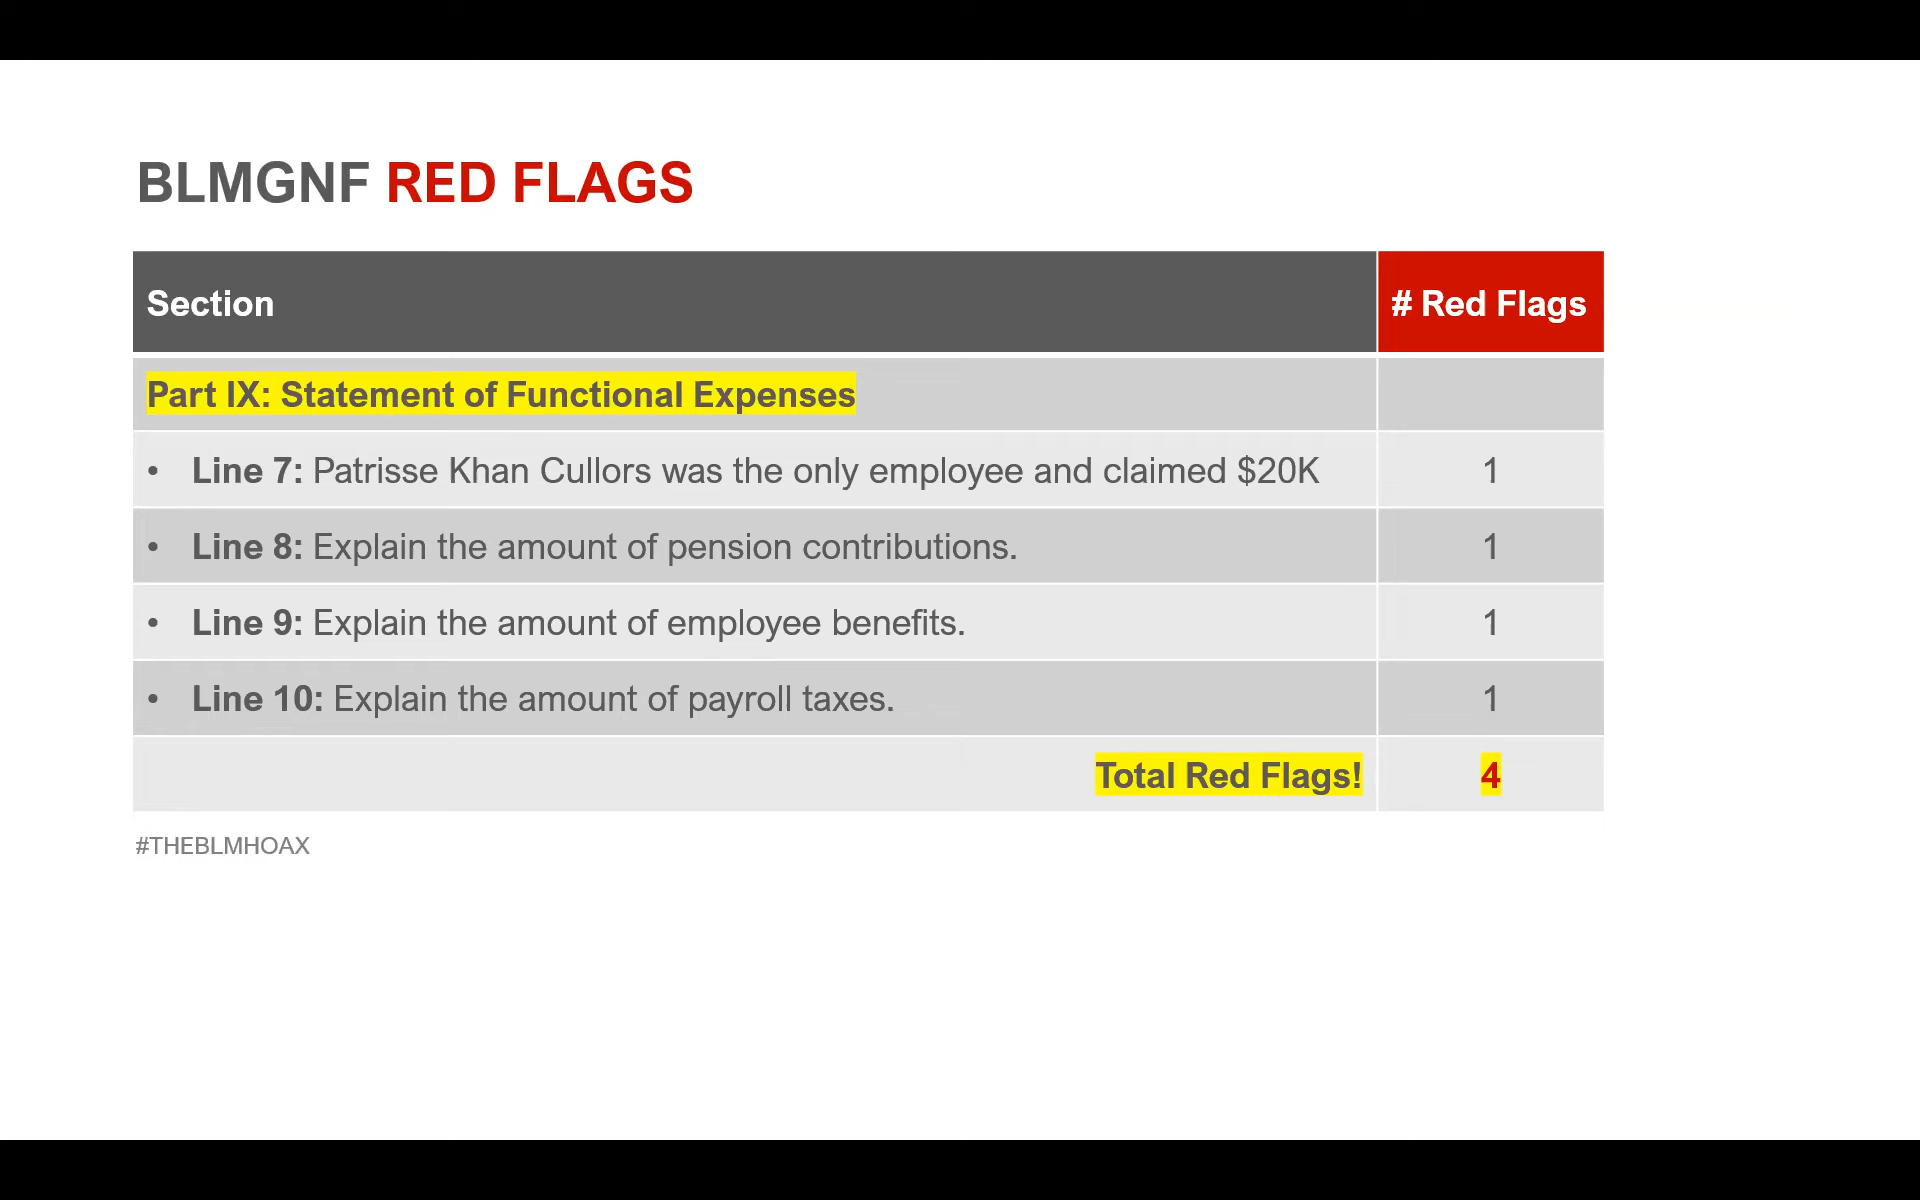 BLMGNF RED FLAGS
Section # Red Flags
Part IX: Statement of Functional Expenses
• Line 7: Patrisse Khan Cullors was the only employee and claimed $20K 1
• Line 8: Explain the amount of pension contributions. 1
• Line 9: Explain the amount of employee benefits. 1
• Line 10: Explain the amount of payroll taxes. 1
Total Red Flags! 4
#THEBLMHOAX